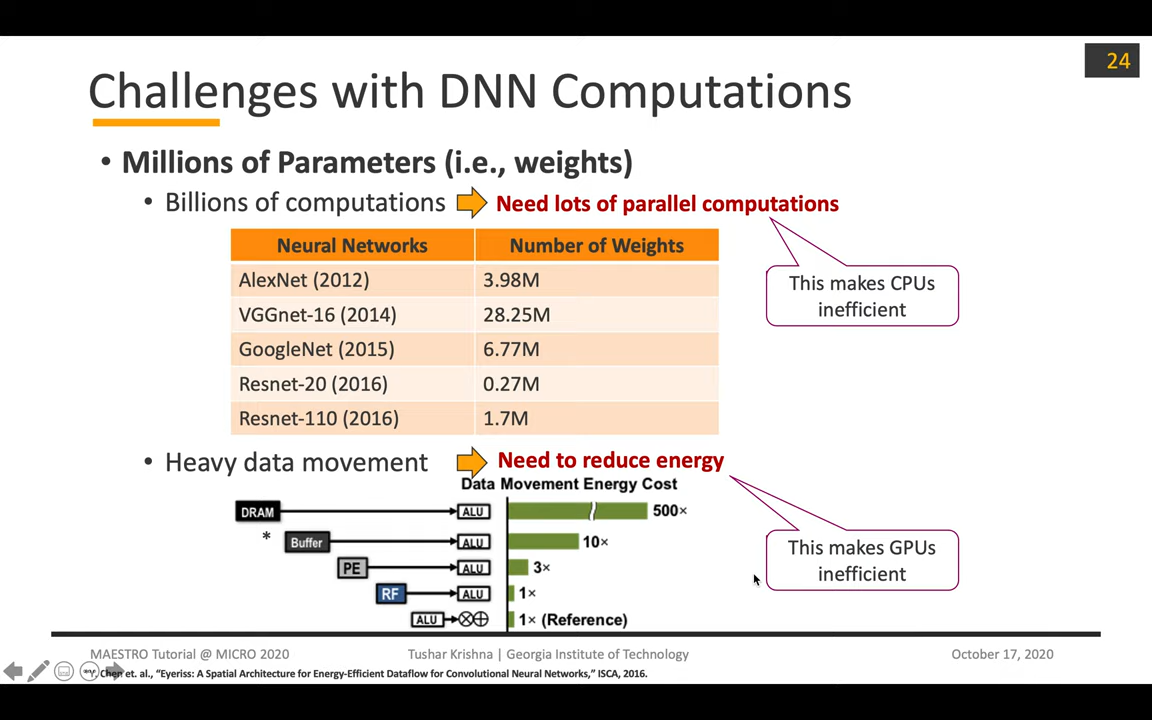 24
Challenges with DNN Computations
• Millions of Parameters (i.e., weights)
• Billions of computations
Need lots of parallel computations
Neural Networks Number of Weights
AlexNet (2012) 3.98M
VGGnet-16 (2014) 28.25M
GoogleNet (2015) 6.77M
Resnet-20 (2016) 0.27M
Resnet-110 (2016) 1.7M
This makes CPUs
inefficient
• Heavy data movement
Need to reduce energy
Data Movement Energy Cost
DRAM ALU 500×
* Buffer ALU 10×
PE ALU 3×
RF ALU 1×
ALU 1× (Reference)
This makes GPUs
inefficient
MAESTRO Tutorial @ MICRO 2020 Tushar Krishna | Georgia Institute of Technology October 17, 2020
Chen et. al., "Eyeriss: A Spatial Architecture for Energy-Efficient Dataflow for Convolutional Neural Networks," ISCA, 2016.